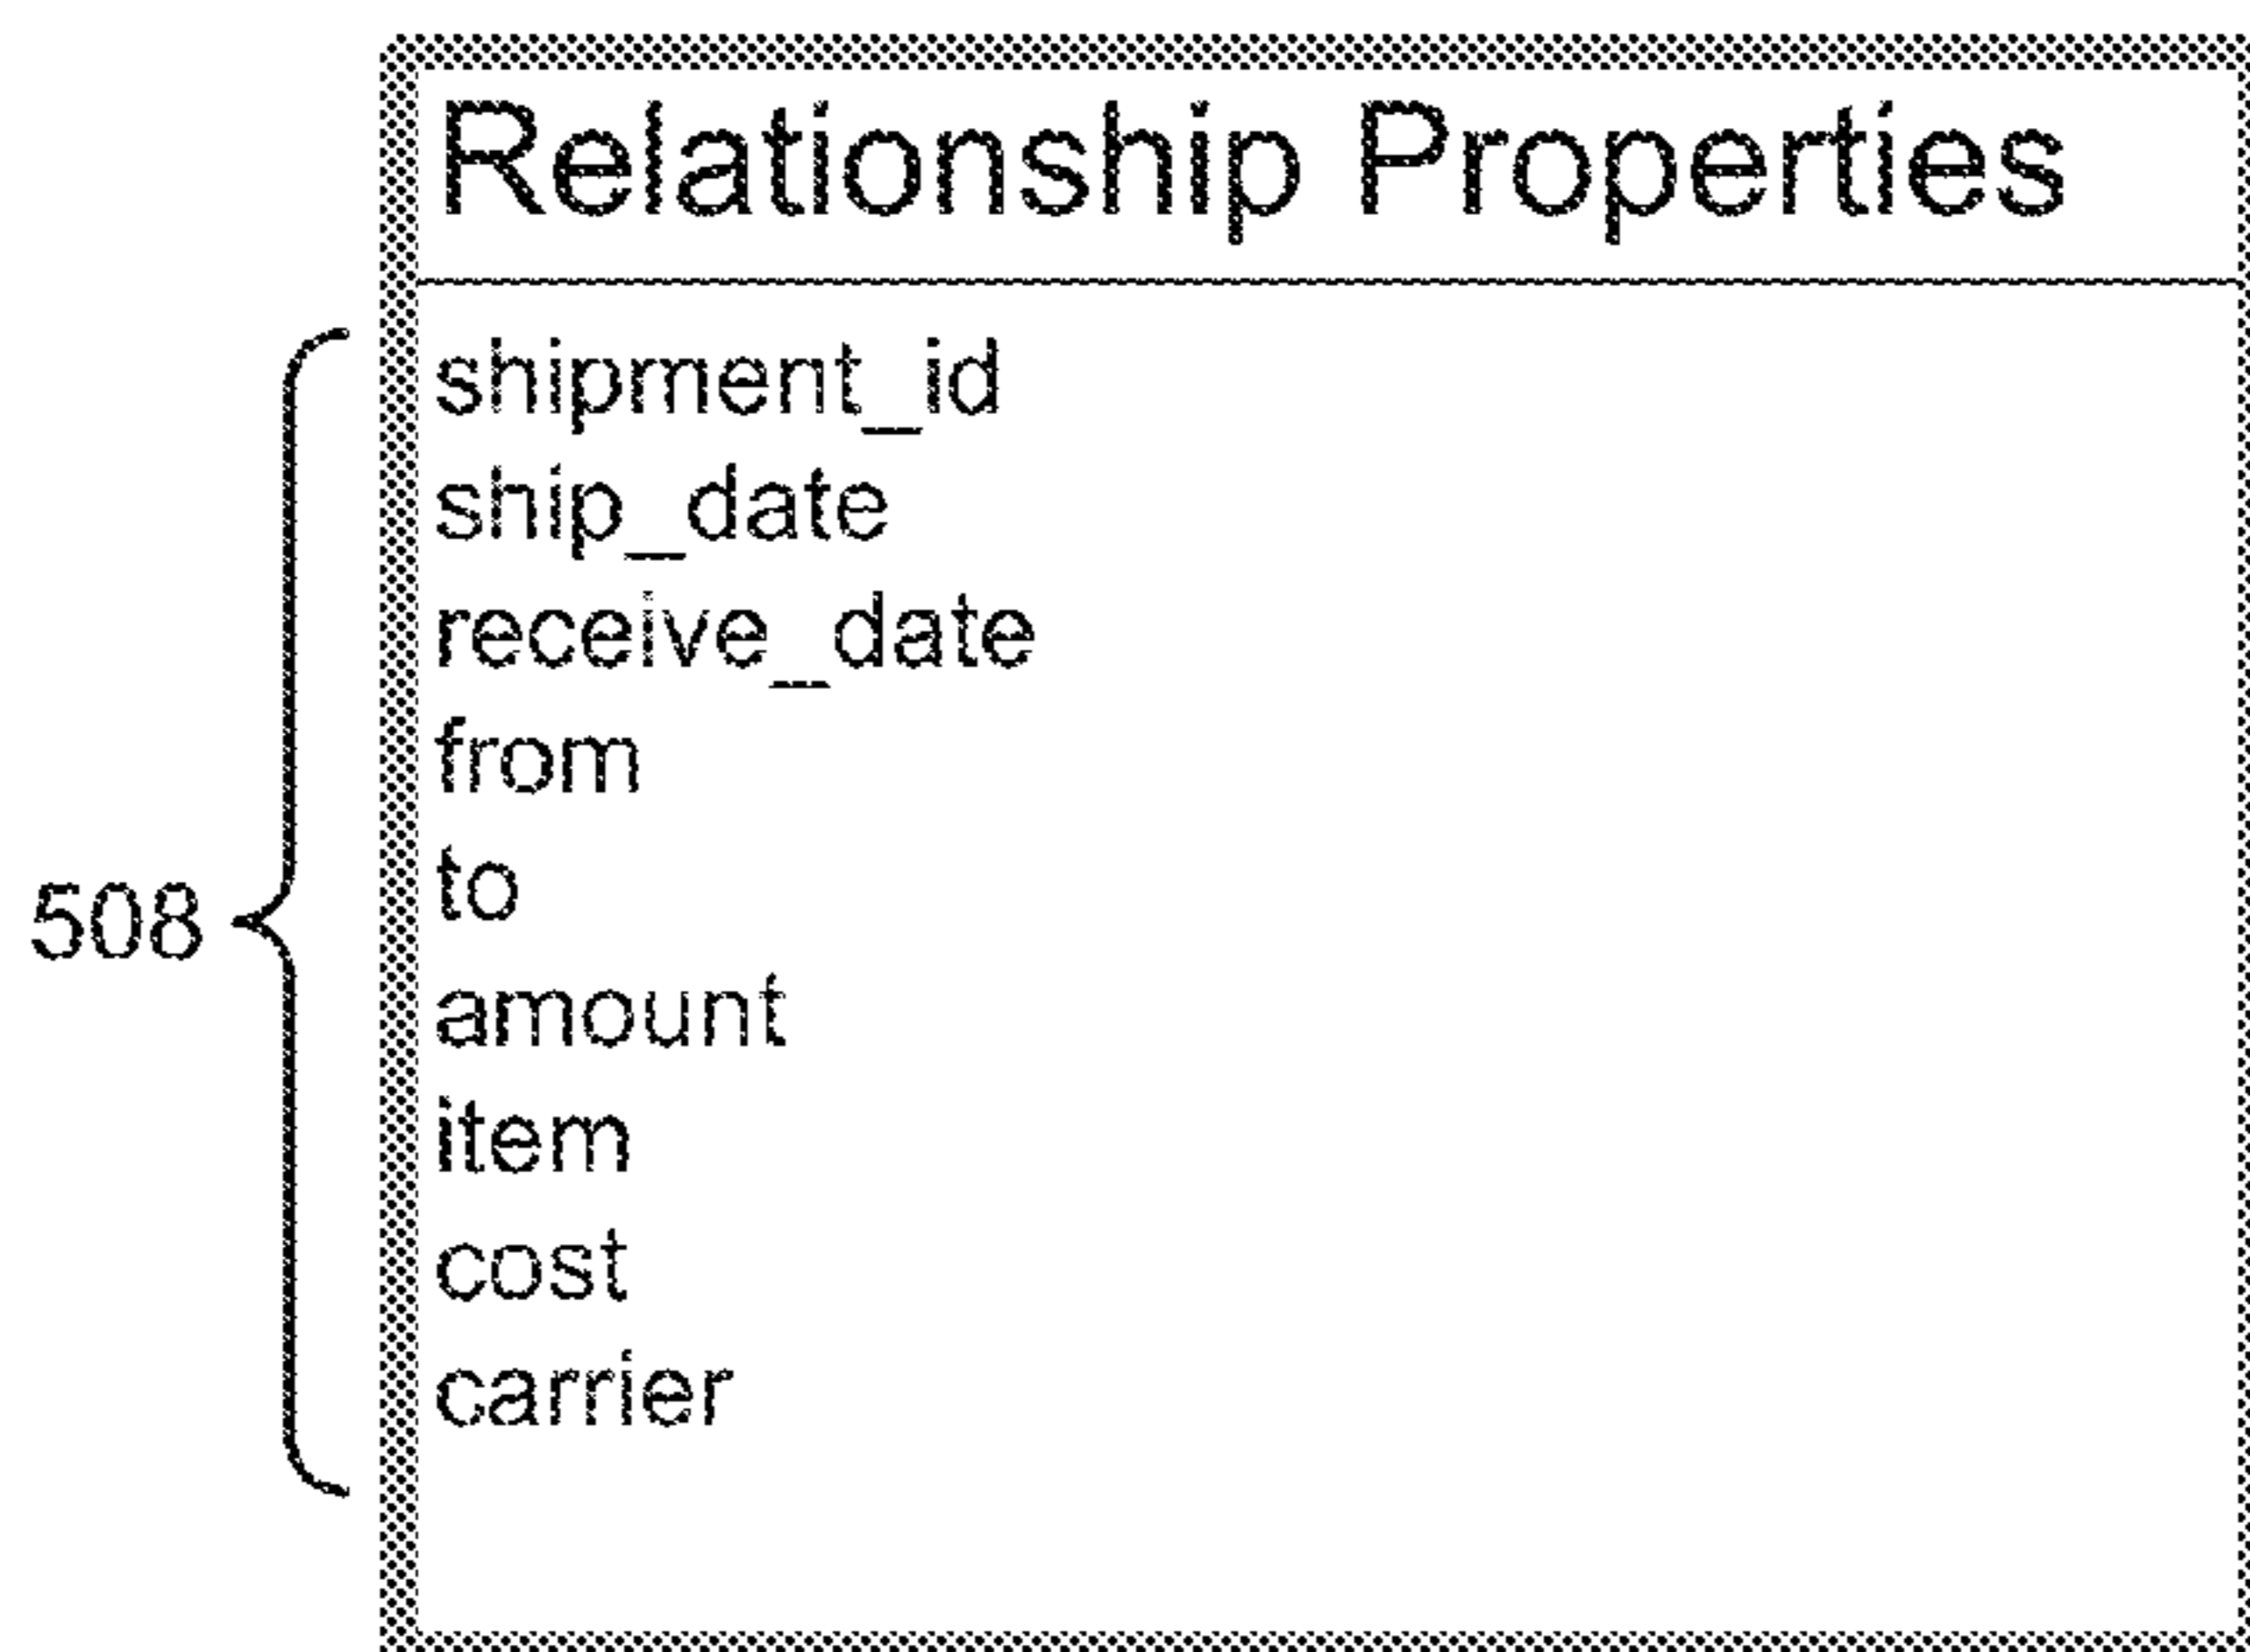 Relationship Properties
shipment_id
ship_date
receive_date
from
to
508
amount
item
cost
carrier